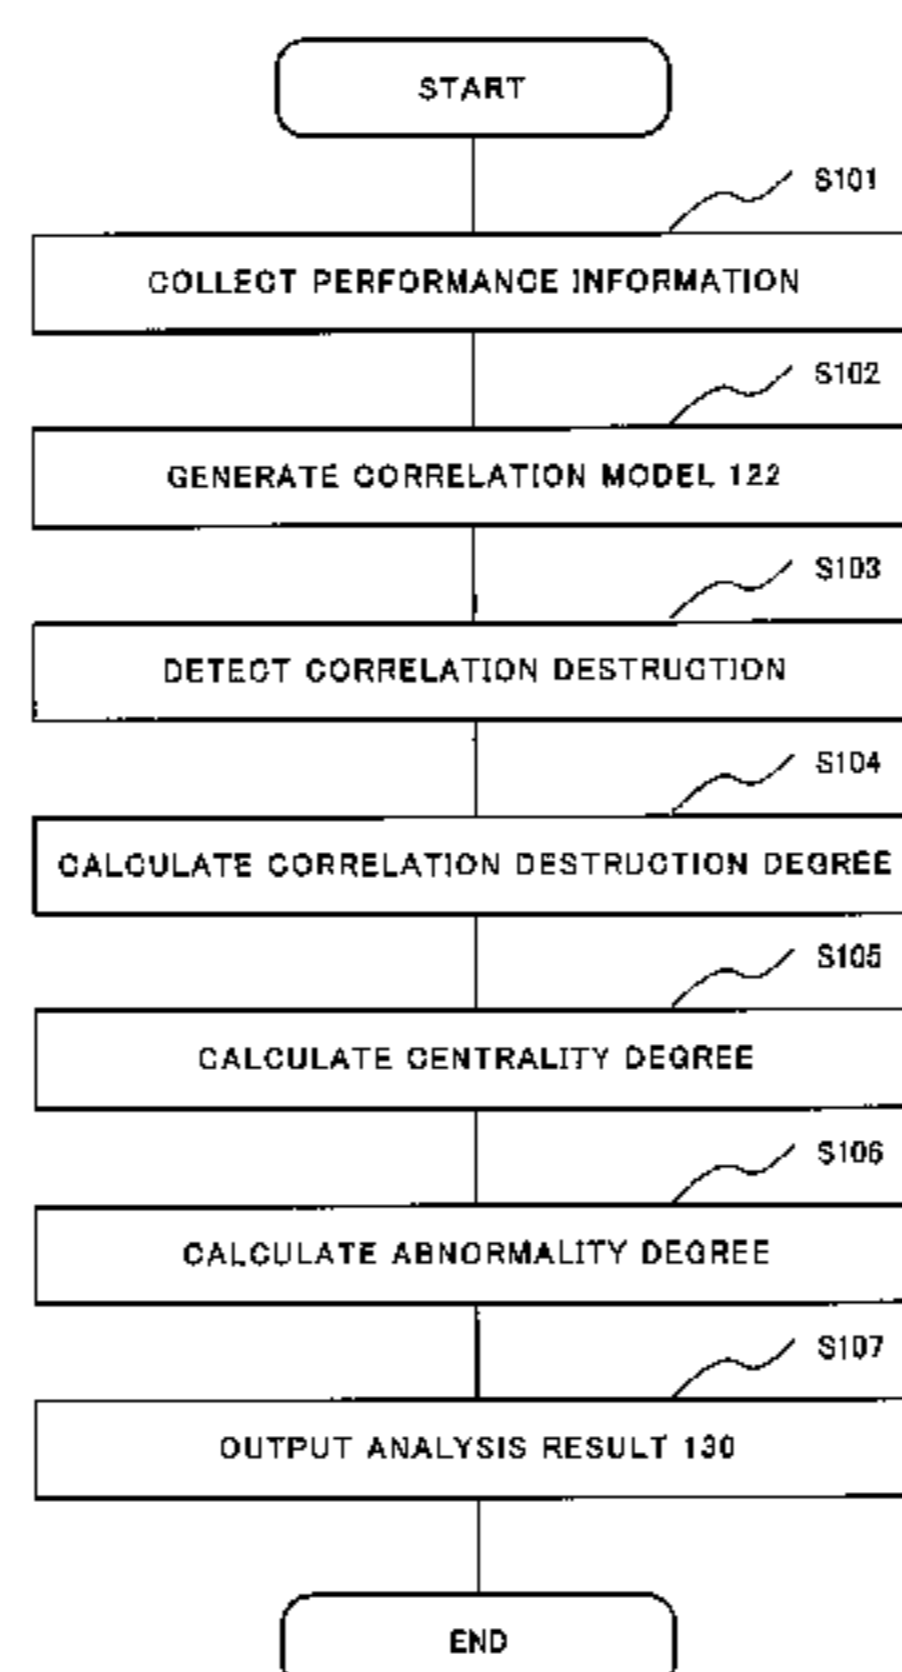 START
S101
COLLECT PERFORMANCE INFORMATION
S102
GENERATE CORRELATION MODEL 122
S103
DETECT CORRELATION DESTRUCTION
S104
CALCULATE CORRELATION DESTRUCTION DEGREE
S105
CALCULATE CENTRALITY DEGREE
S106
CALCULATE ABNORMALITY DEGREE
S107
OUTPUT ANALYSIS RESULT 130
END